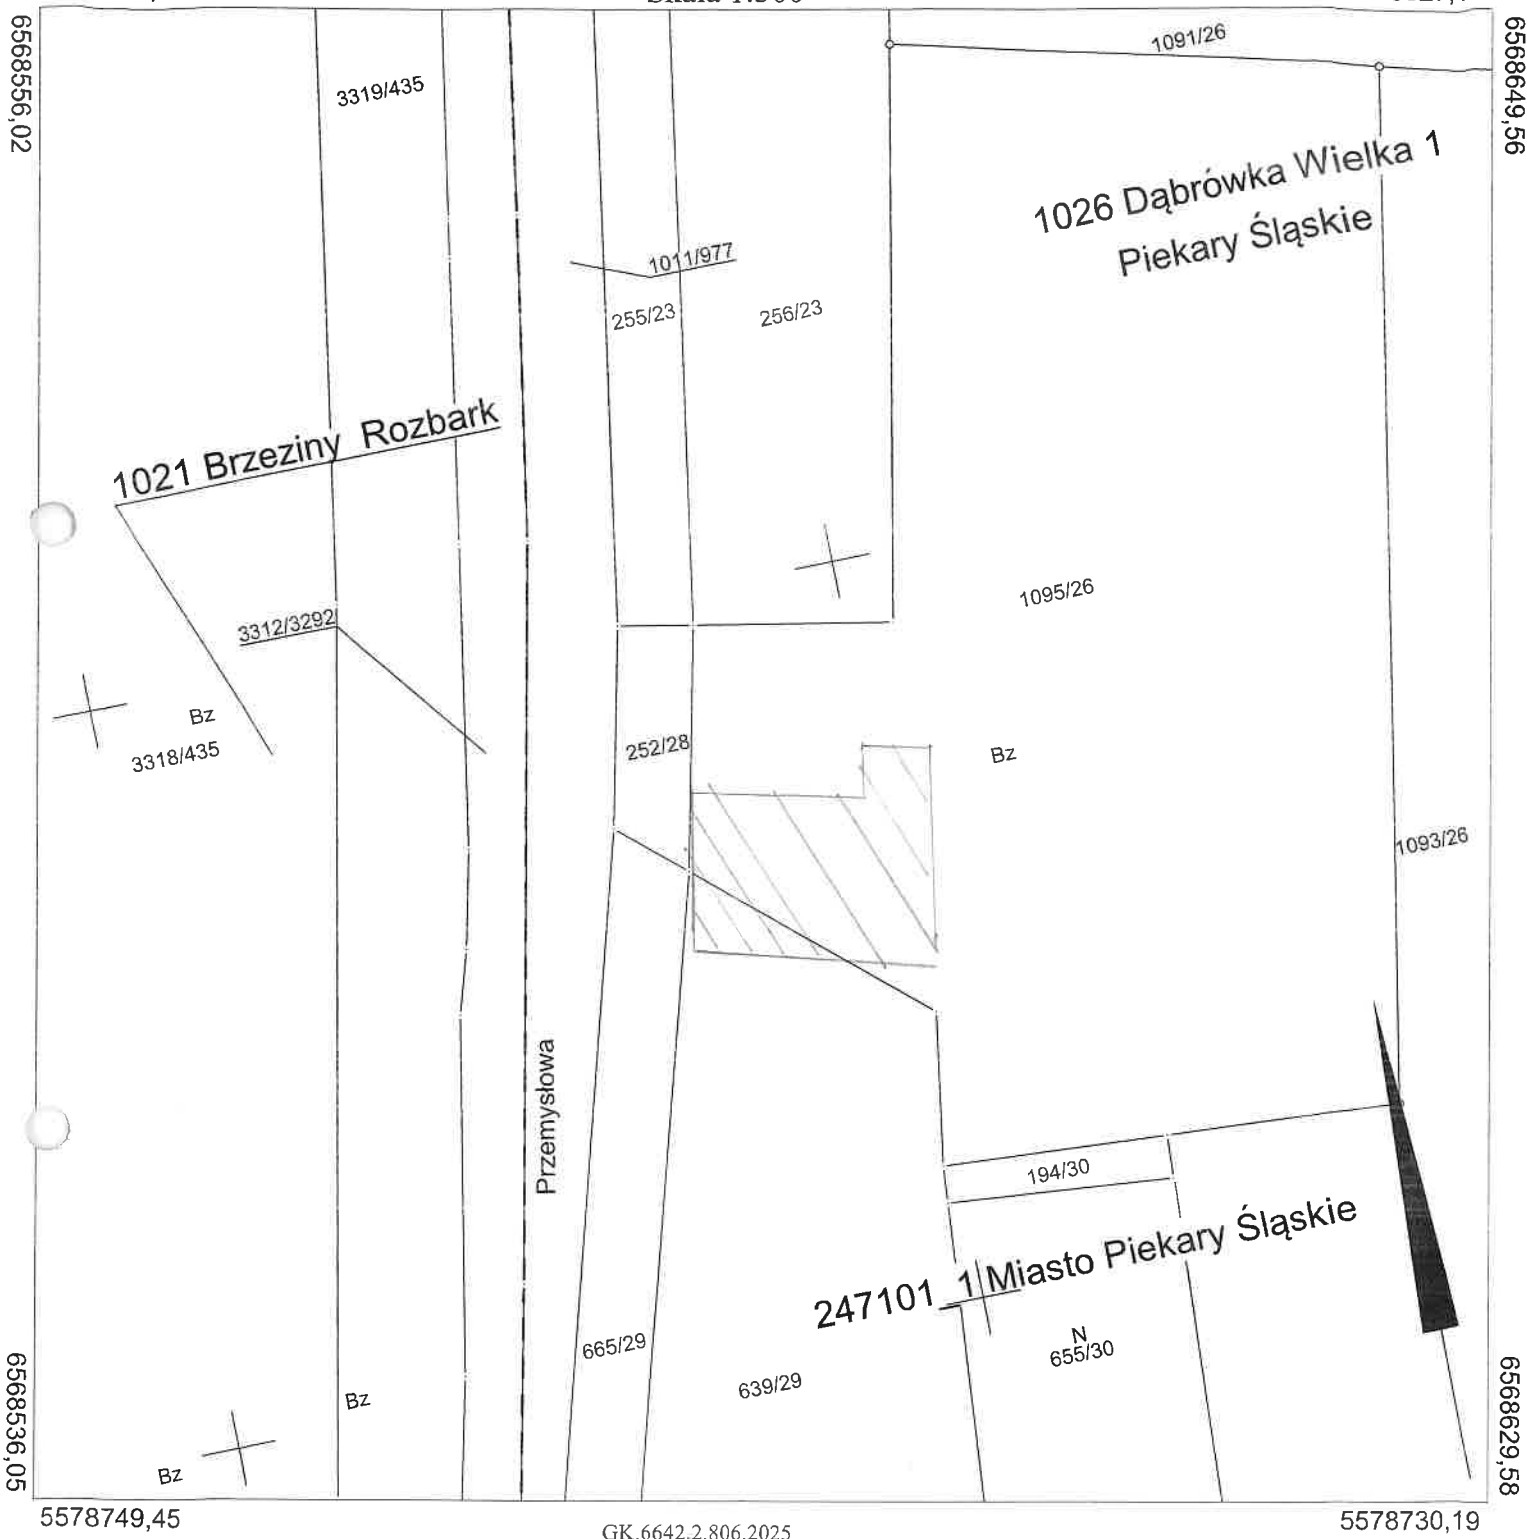 6568556,02
6568649,56
1091/26
3319/435
1026 Dąbrówka Wielka 1
Piekary Śląskie
1011/977
255/23
256/23
1021 Brzeziny Rozbark
1095/26
3312/3292
Bz
3318/435
252/28
Bz
1093/26
Przemysłowa
194/30
247101_1 Miasto Piekary Śląskie
N
655/30
665/29
639/29
Bz
Bz
6568536,05
6568629,58
5578749,45
5578730,19
GK.6642.2.806.2025